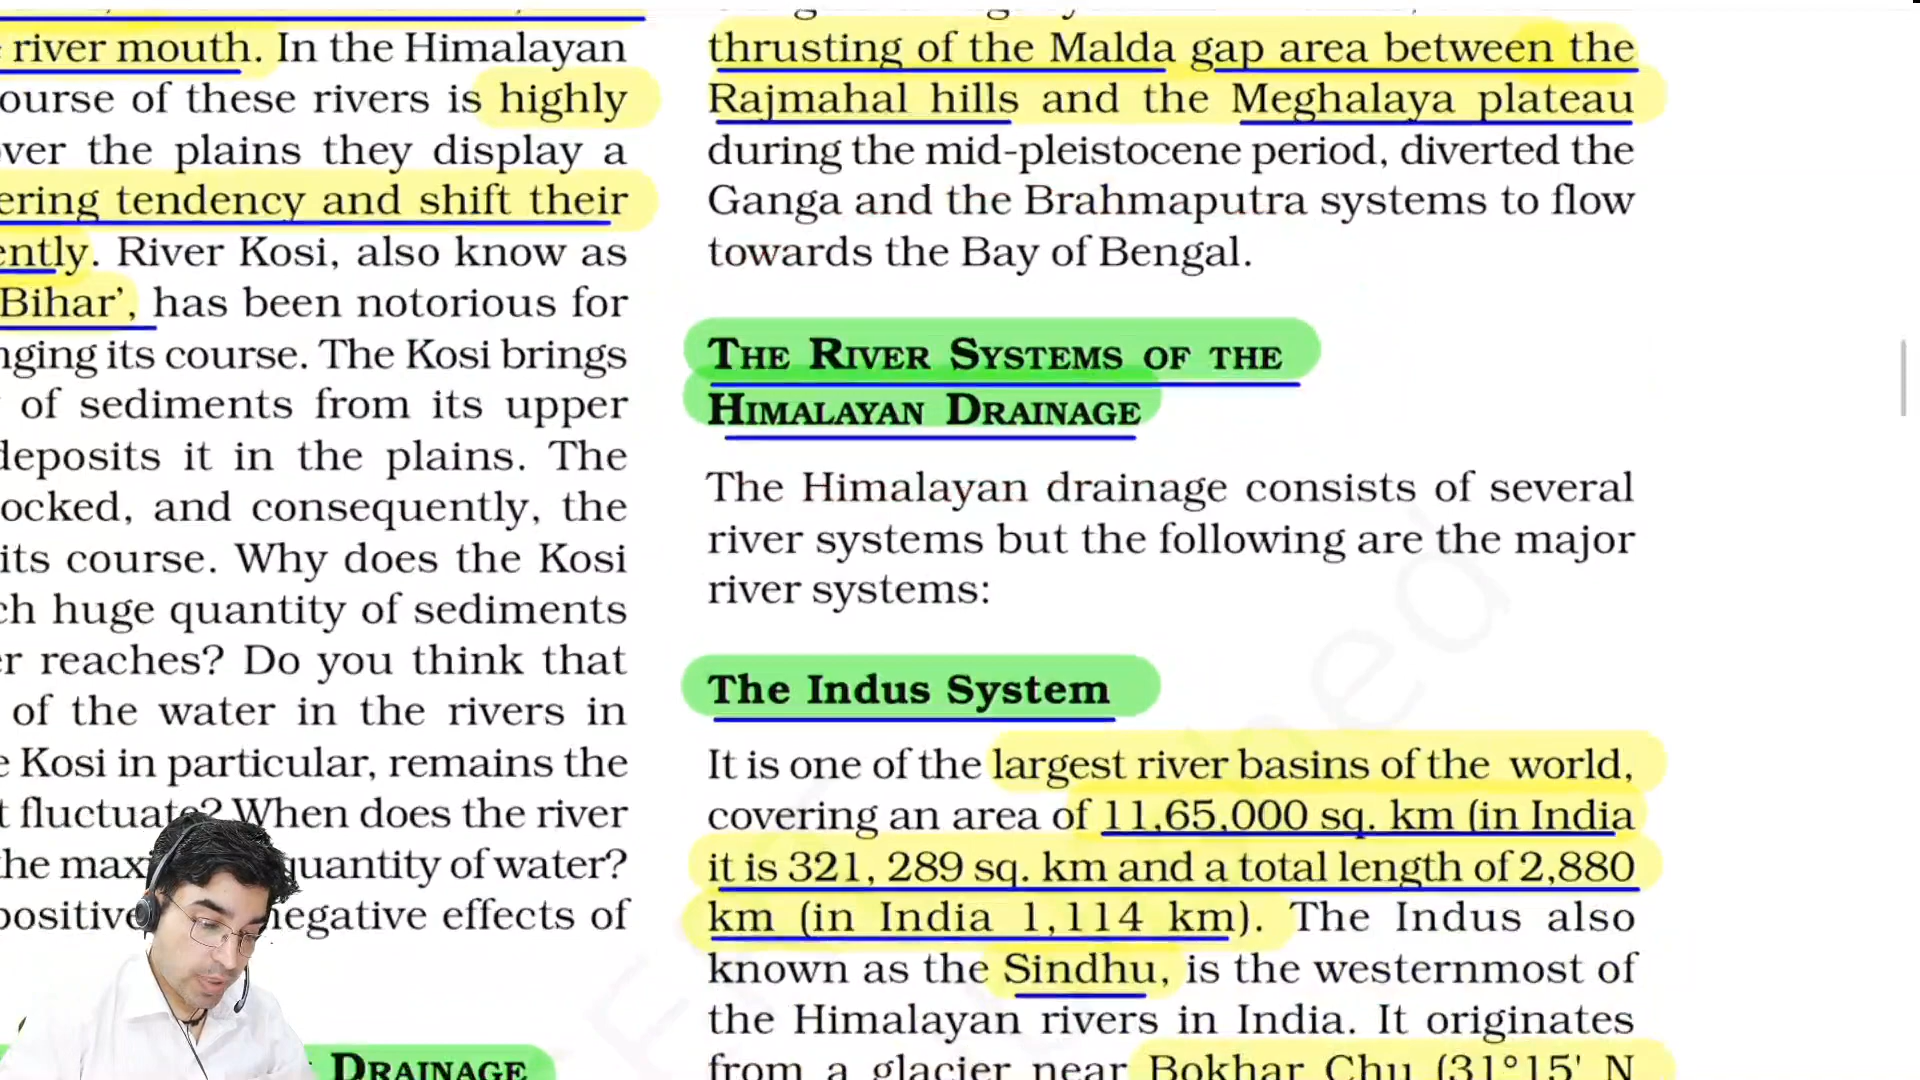 river mouth. In the Himalayan
ourse of these rivers is highly
over the plains they display a
ering tendency and shift their
ently. River Kosi, also know as
Bihar’, has been notorious for
nging its course. The Kosi brings
of sediments from its upper
deposits it in the plains. The
ocked, and consequently, the
its course. Why does the Kosi
ch huge quantity of sediments
er reaches? Do you think that
of the water in the rivers in
e Kosi in particular, remains the
t fluctuate? When does the river
the max quantity of water?
positive negative effects of
DRAINAGE
thrusting of the Malda gap area between the
Rajmahal hills and the Meghalaya plateau
during the mid-pleistocene period, diverted the
Ganga and the Brahmaputra systems to flow
towards the Bay of Bengal.
THE RIVER SYSTEMS OF THE
HIMALAYAN DRAINAGE
The Himalayan drainage consists of several
river systems but the following are the major
river systems:
The Indus System
It is one of the largest river basins of the world,
covering an area of 11,65,000 sq. km (in India
it is 321, 289 sq. km and a total length of 2,880
km (in India 1,114 km). The Indus also
known as the Sindhu, is the westernmost of
the Himalayan rivers in India. It originates
from a glacier near Bokhar Chu (31°15' N